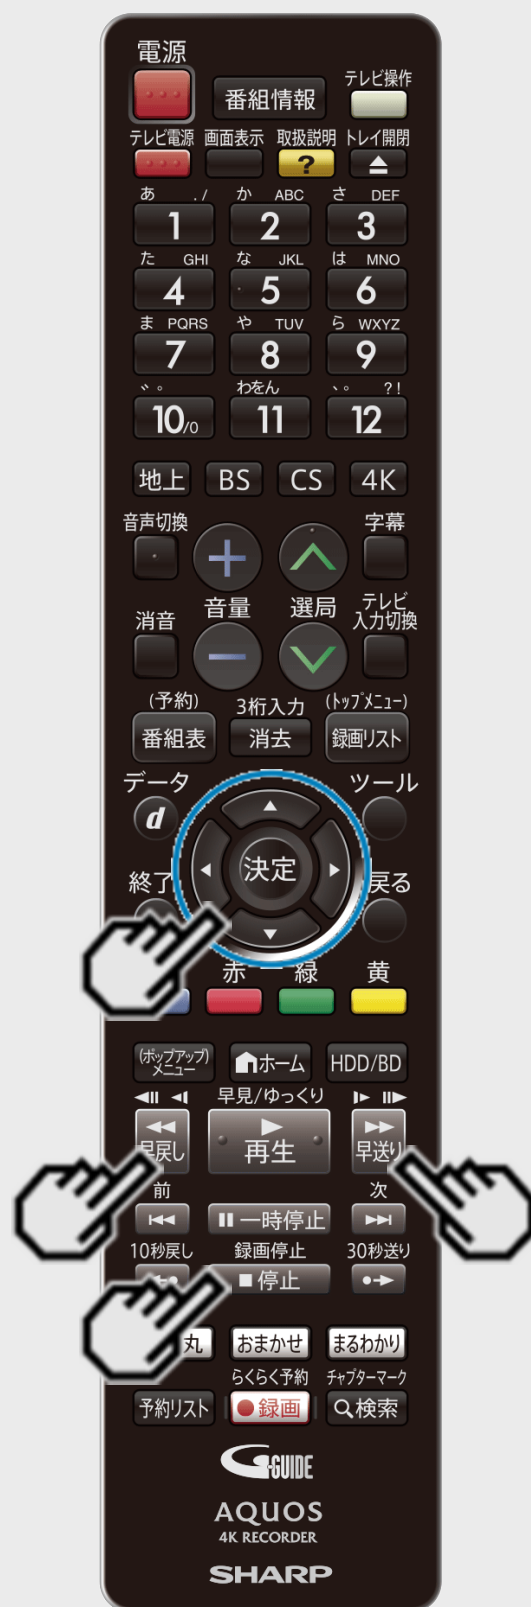 電源
番組情報
テレビ操作
テレビ電源 画面表示 取扱説明 トレイ開閉
?
あ ./ か ABC さ DEF
1 2 3
た GHI な JKL は MNO
4 5 6
ま PQRS や TUV ら WXYZ
7 8 9
゛゜ わをん 、。 ?!
10/0 11 12
地上 BS CS 4K
音声切換 字幕
+
消音 音量 選局 テレビ
入力切換
−
(予約) 3桁入力 (トップメニュー)
番組表 消去 録画リスト
データ ツール
d
決定
終了 戻る
赤 緑 黄
(ポップアップ)
メニュー
ホーム HDD/BD
早見/ゆっくり
早戻し 再生 早送り
前 次
一時停止
10秒戻し 録画停止 30秒送り
停止
丸 おまかせ まるわかり
らくらく予約 チャプターマーク
予約リスト 録画 検索
G-GUIDE
AQUOS
4K RECORDER
SHARP